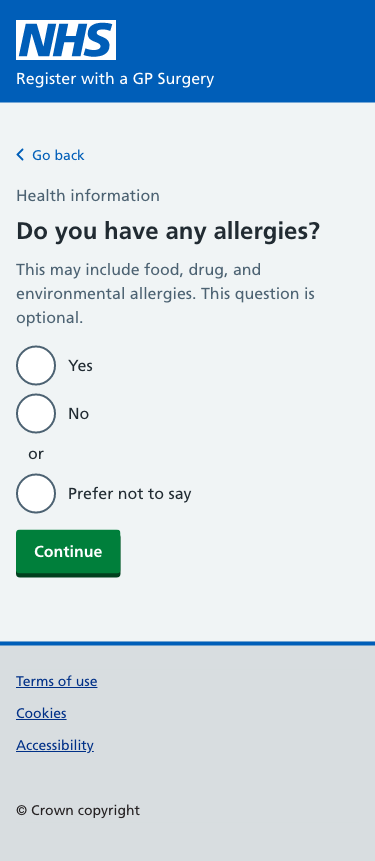 NHS
Register with a GP Surgery
Go back
Health information
Do you have any allergies?
This may include food, drug, and
environmental allergies. This question is
optional.
Yes
No
or
Prefer not to say
Continue
Terms of use
Cookies
Accessibility
© Crown copyright